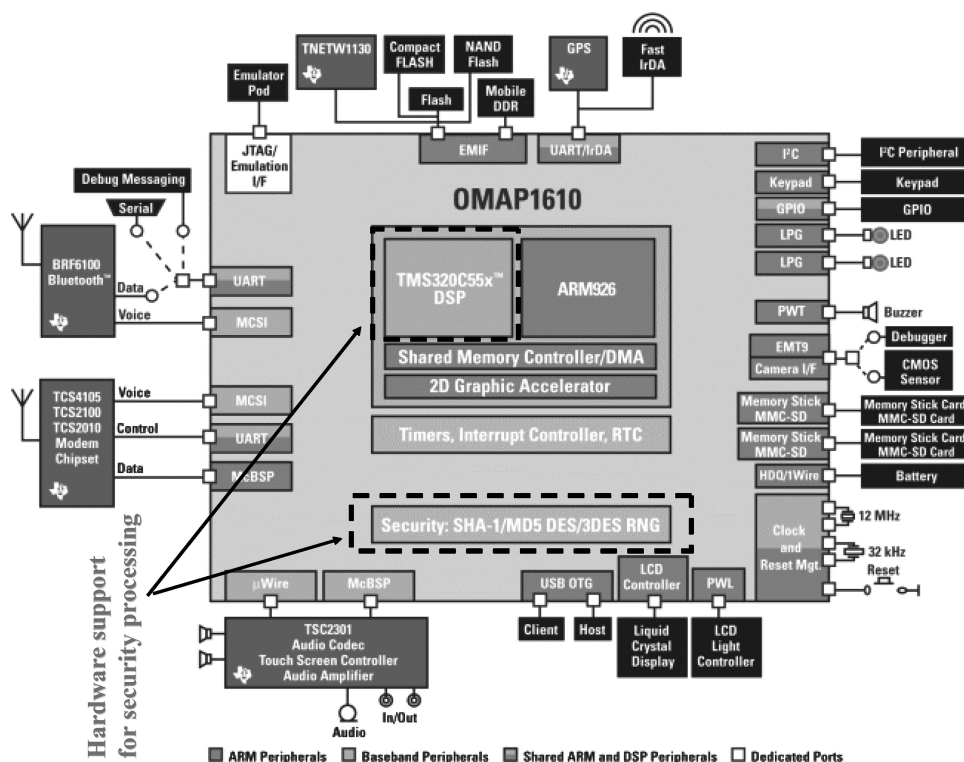 TNETW1130
Compact
FLASH
NAND
Flash
GPS
Fast
IrDA
Emulator
Pod
Flash
Mobile
DDR
JTAG/
Emulation
I/F
EMIF
UART/IrDA
I²C
I²C Peripheral
Debug Messaging
Serial
OMAP1610
Keypad
Keypad
GPIO
GPIO
LPG
LED
LPG
LED
BRF6100
Bluetooth™
Data
Voice
UART
MCSI
TMS320C55x™
DSP
ARM926
PWT
Buzzer
EMT9
Camera I/F
Debugger
CMOS
Sensor
Shared Memory Controller/DMA
2D Graphic Accelerator
TCS4105
TCS2100
TCS2010
Modem
Chipset
Voice
Control
Data
MCSI
UART
McBSP
Timers, Interrupt Controller, RTC
Memory Stick
MMC-SD
Memory Stick Card
MMC-SD Card
Memory Stick
MMC-SD
Memory Stick Card
MMC-SD Card
HDQ/1Wire
Battery
Security: SHA-1/MD5 DES/3DES RNG
Clock
and
Reset Mgt.
12 MHz
32 kHz
Reset
Hardware support
for security processing
µWire
McBSP
USB OTG
LCD
Controller
PWL
TSC2301
Audio Codec
Touch Screen Controller
Audio Amplifier
Client
Host
Liquid
Crystal
Display
LCD
Light
Controller
Audio
In/Out
ARM Peripherals
Baseband Peripherals
Shared ARM and DSP Peripherals
Dedicated Ports